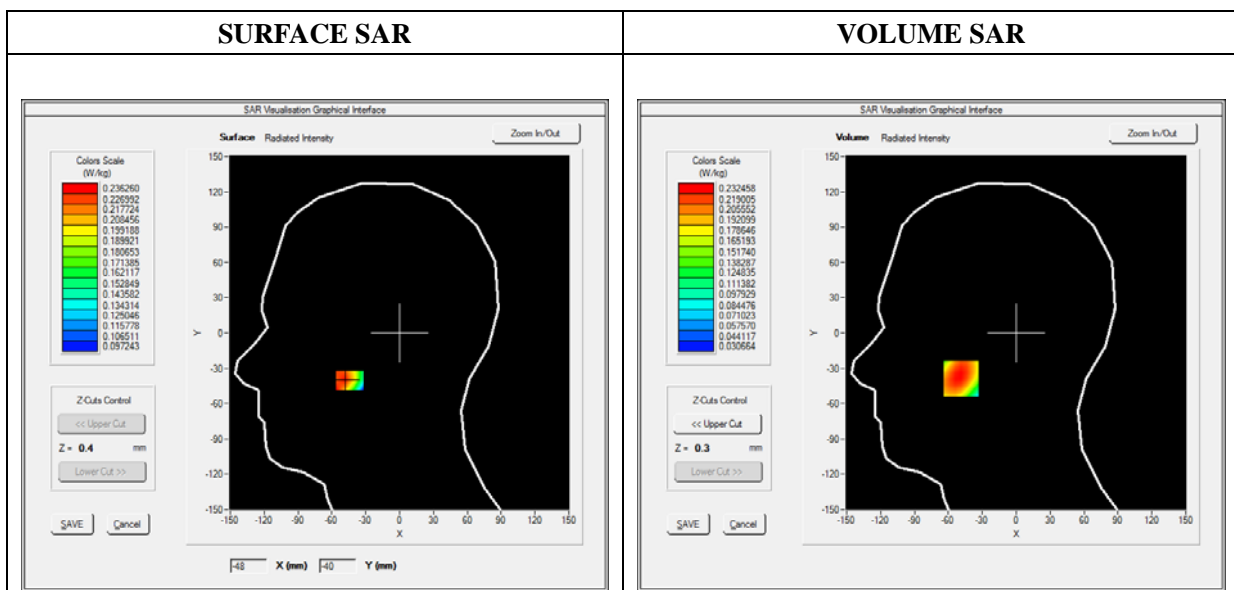 SURFACE SAR
SAR Visualisation Graphical Interface
Surface Radiated Intensity
Zoom In/Out
Colors Scale
(W/kg)
0.236260
0.226992
0.217724
0.208456
0.199188
0.189921
0.180653
0.171385
0.162117
0.152849
0.143582
0.134314
0.125046
0.115778
0.106511
0.097243
Z-Cuts Control
<< Upper Cut
Z = 0.4 mm
Lower Cut >>
SAVE Cancel
150
120
90
60
30
0
-30
-60
-90
-120
-150
Y
-150 -120 -90 -60 -30 0 30 60 90 120 150
X
-48 X (mm) -40 Y (mm)
VOLUME SAR
SAR Visualisation Graphical Interface
Volume Radiated Intensity
Zoom In/Out
Colors Scale
(W/kg)
0.232458
0.219005
0.205552
0.192099
0.178646
0.165193
0.151740
0.138287
0.124835
0.111382
0.097929
0.084476
0.071023
0.057570
0.044117
0.030664
Z-Cuts Control
<< Upper Cut
Z = 0.3 mm
Lower Cut >>
SAVE Cancel
150
120
90
60
30
0
-30
-60
-90
-120
-150
Y
-150 -120 -90 -60 -30 0 30 60 90 120 150
X